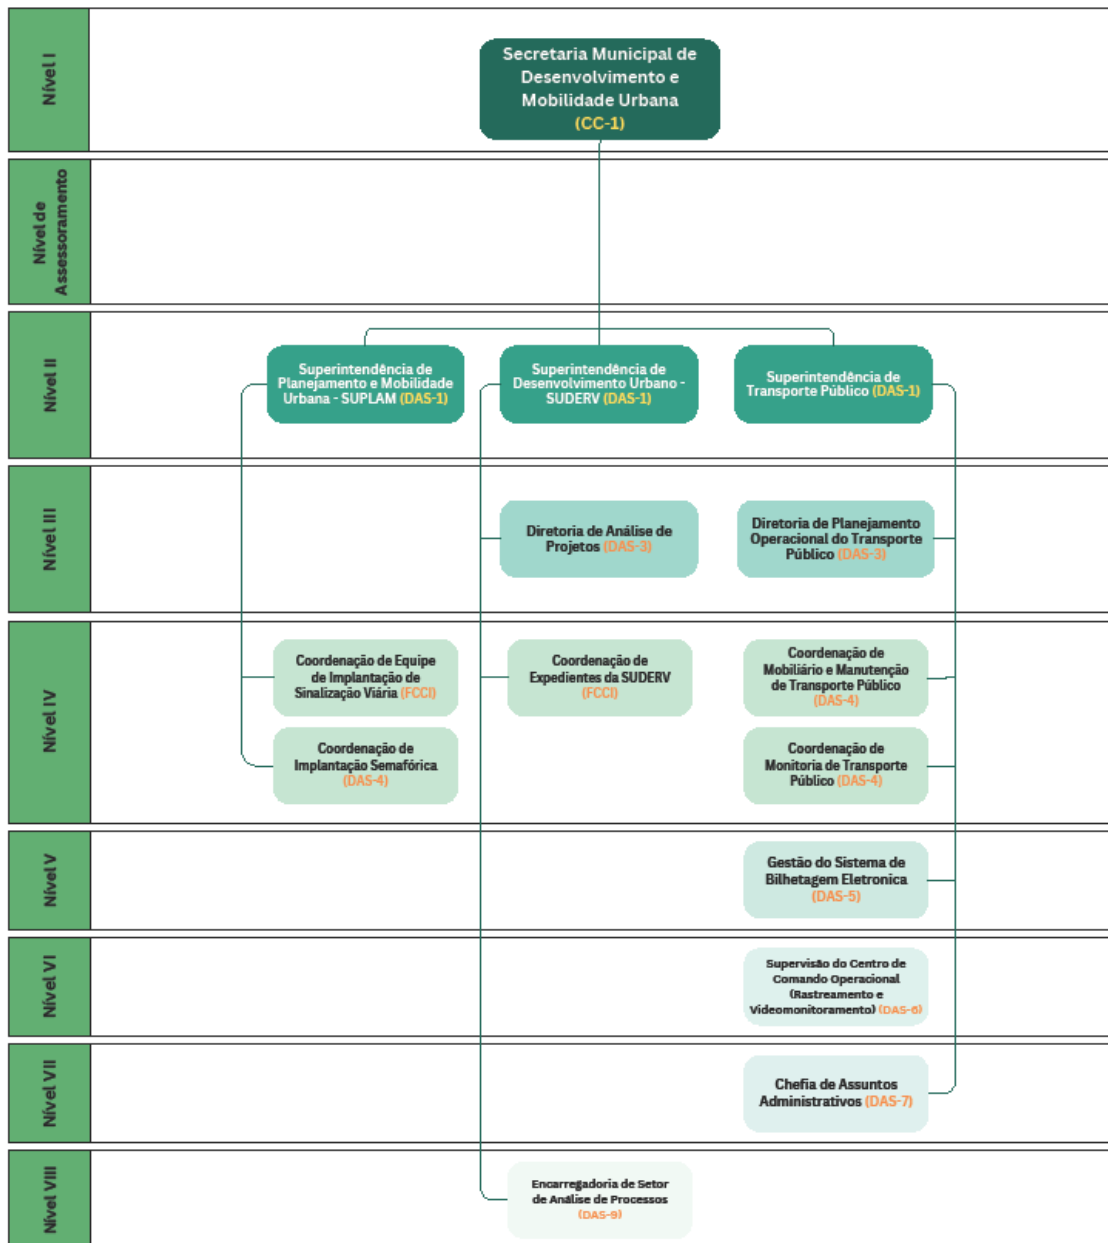 Nível I
Secretaria Municipal de
Desenvolvimento e
Mobilidade Urbana
(CC-1)
Nível de
Assessoramento
Nível II
Superintendência de
Planejamento e Mobilidade
Urbana - SUPLAM (DAS-1)
Superintendência de
Desenvolvimento Urbano -
SUDERV (DAS-1)
Superintendência de
Transporte Público (DAS-1)
Nível III
Diretoria de Análise de
Projetos (DAS-3)
Diretoria de Planejamento
Operacional do Transporte
Público (DAS-3)
Nível IV
Coordenação de Equipe
de Implantação de
Sinalização Viária (FCCI)
Coordenação de
Expedientes da SUDERV
(FCCI)
Coordenação de
Mobiliário e Manutenção
de Transporte Público
(DAS-4)
Coordenação de
Implantação Semafórica
(DAS-4)
Coordenação de
Monitoria de Transporte
Público (DAS-4)
Nível V
Gestão do Sistema de
Bilhetagem Eletronica
(DAS-5)
Nível VI
Supervisão do Centro de
Comando Operacional
(Rastreamento e
Videomonitoramento) (DAS-6)
Nível VII
Chefia de Assuntos
Administrativos (DAS-7)
Nível VIII
Encarregadoria de Setor
de Análise de Processos
(DAS-9)